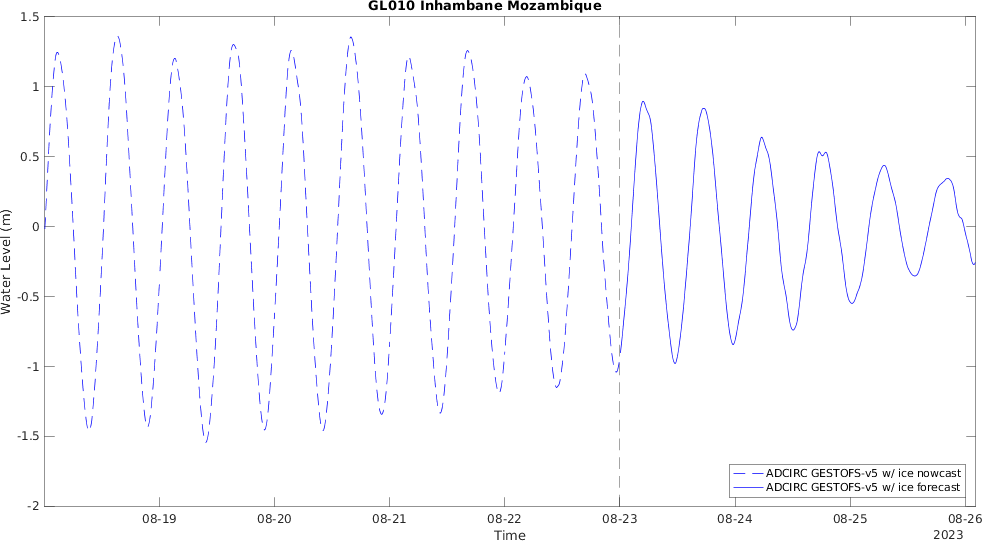 GL010 Inhambane Mozambique
Water Level (m)
1.5
1
0.5
0
-0.5
-1
-1.5
-2
08-19 08-20 08-21 08-22 08-23 08-24 08-25 08-26
2023
Time
ADCIRC GESTOFS-v5 w/ ice nowcast
ADCIRC GESTOFS-v5 w/ ice forecast